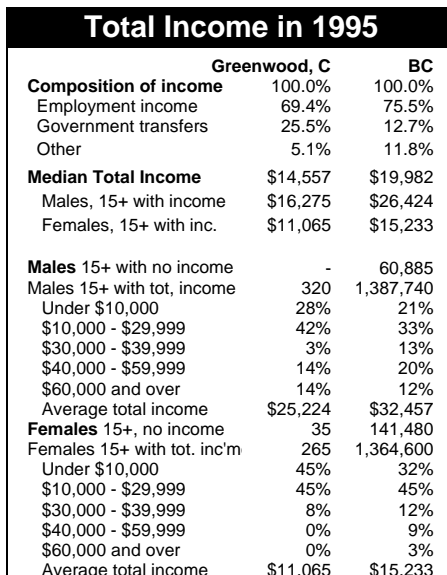 Total Income in 1995
Greenwood, C BC
Composition of income 100.0% 100.0%
Employment income 69.4% 75.5%
Government transfers 25.5% 12.7%
Other 5.1% 11.8%
Median Total Income $14,557 $19,982
Males, 15+ with income $16,275 $26,424
Females, 15+ with inc. $11,065 $15,233
Males 15+ with no income - 60,885
Males 15+ with tot, income 320 1,387,740
Under $10,000 28% 21%
$10,000 - $29,999 42% 33%
$30,000 - $39,999 3% 13%
$40,000 - $59,999 14% 20%
$60,000 and over 14% 12%
Average total income $25,224 $32,457
Females 15+, no income 35 141,480
Females 15+ with tot. inc'm 265 1,364,600
Under $10,000 45% 32%
$10,000 - $29,999 45% 45%
$30,000 - $39,999 8% 12%
$40,000 - $59,999 0% 9%
$60,000 and over 0% 3%
Average total income $11,065 $15,233